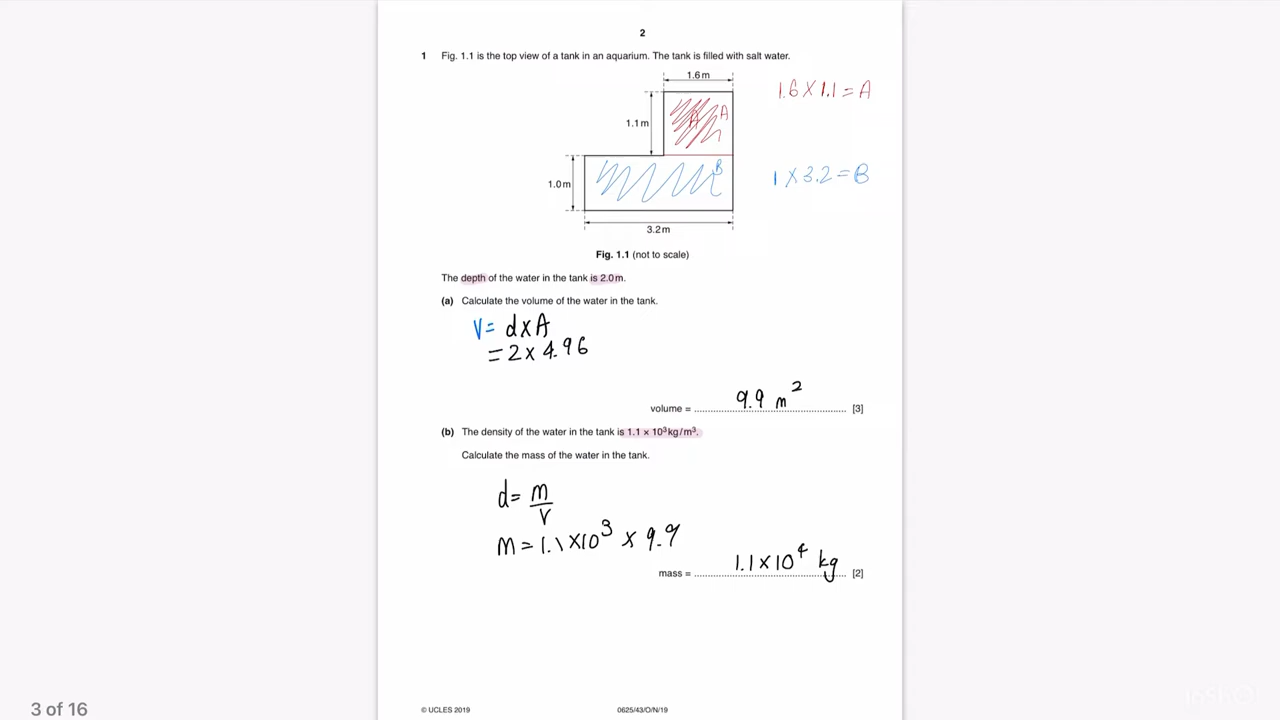 2
1 Fig. 1.1 is the top view of a tank in an aquarium. The tank is filled with salt water.
1.6 m
1.6 × 1.1 = A
1.1 m
A A
B
1.0 m
1 × 3.2 = B
3.2 m
Fig. 1.1 (not to scale)
The depth of the water in the tank is 2.0 m.
(a) Calculate the volume of the water in the tank.
V = d × A
= 2 × 4.96
9.9 m²
volume = ........................................ [3]
(b) The density of the water in the tank is 1.1 × 10³ kg/m³.
Calculate the mass of the water in the tank.
d = m/V
m = 1.1 × 10³ × 9.9
1.1 × 10⁴ kg
mass = ........................................ [2]
© UCLES 2019 0625/43/O/N/19
3 of 16